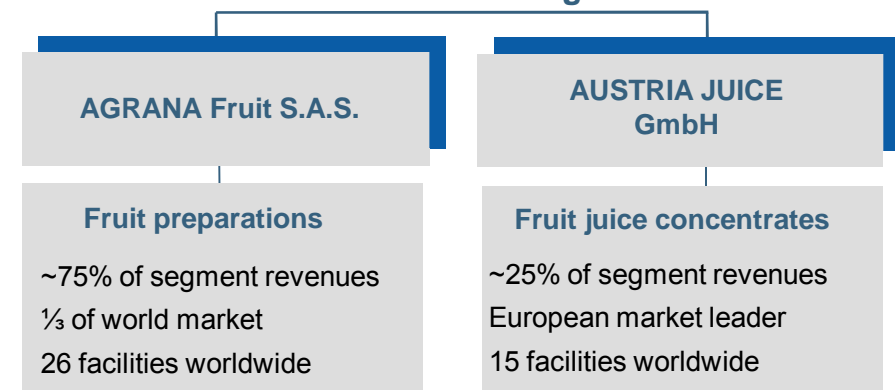 AGRANA Fruit S.A.S.
AUSTRIA JUICE
GmbH
Fruit preparations
~75% of segment revenues
⅓ of world market
26 facilities worldwide
Fruit juice concentrates
~25% of segment revenues
European market leader
15 facilities worldwide